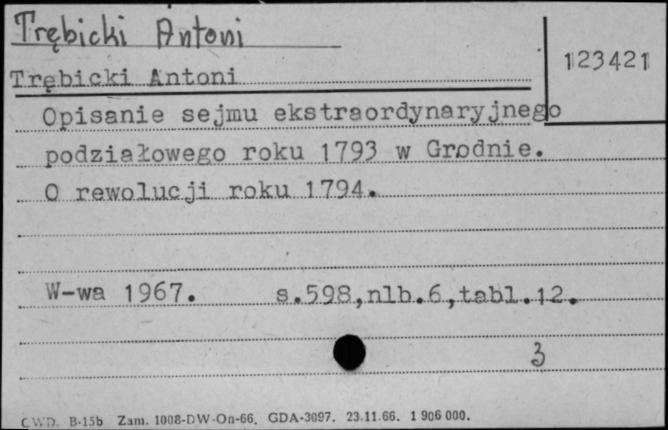 Trębicki Antoni
123421
Trębicki Antoni
Opisanie sejmu ekstraordynaryjnego
podziałowego roku 1793 w Grodnie.
O rewolucji roku 1794.
W-wa 1967. s.598,nlb.6,tabl.12.
3
CWD. B-15b Zam. 1008-DW-On-66, GDA-3097. 23.11.66. 1 906 000.